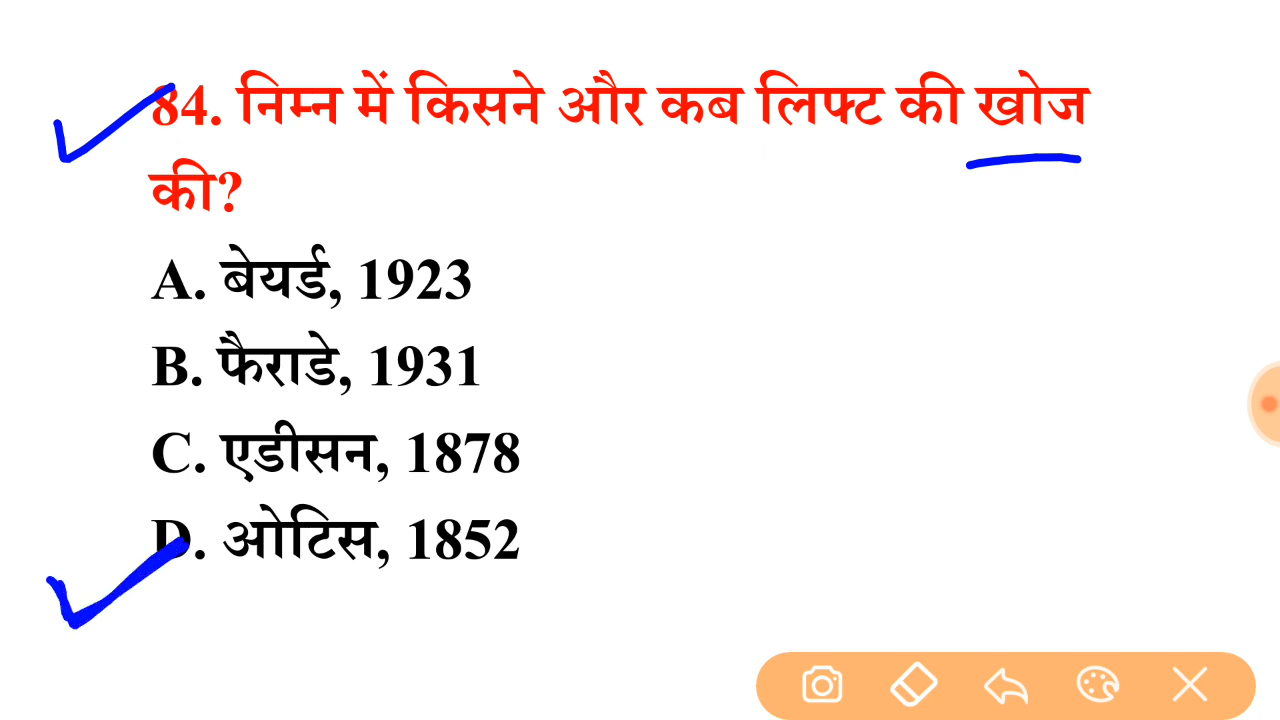 84. निम्न में किसने और कब लिफ्ट की खोज
की?
A. बेयर्ड, 1923
B. फैराडे, 1931
C. एडीसन, 1878
D. ओटिस, 1852